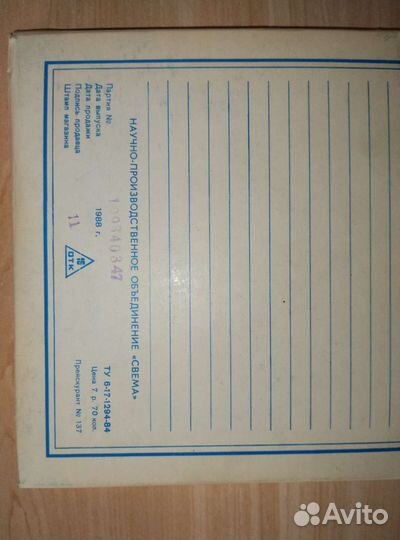 НАУЧНО-ПРОИЗВОДСТВЕННОЕ ОБЪЕДИНЕНИЕ «СВЕМА»
Партия №
Дата выпуска 1988 г.
Дата продажи
Подпись продавца
Штамп магазина
11
ОТК
ТУ 6-17-1294-84
Цена 7 р. 70 коп.
Прейскурант № 137
Avito